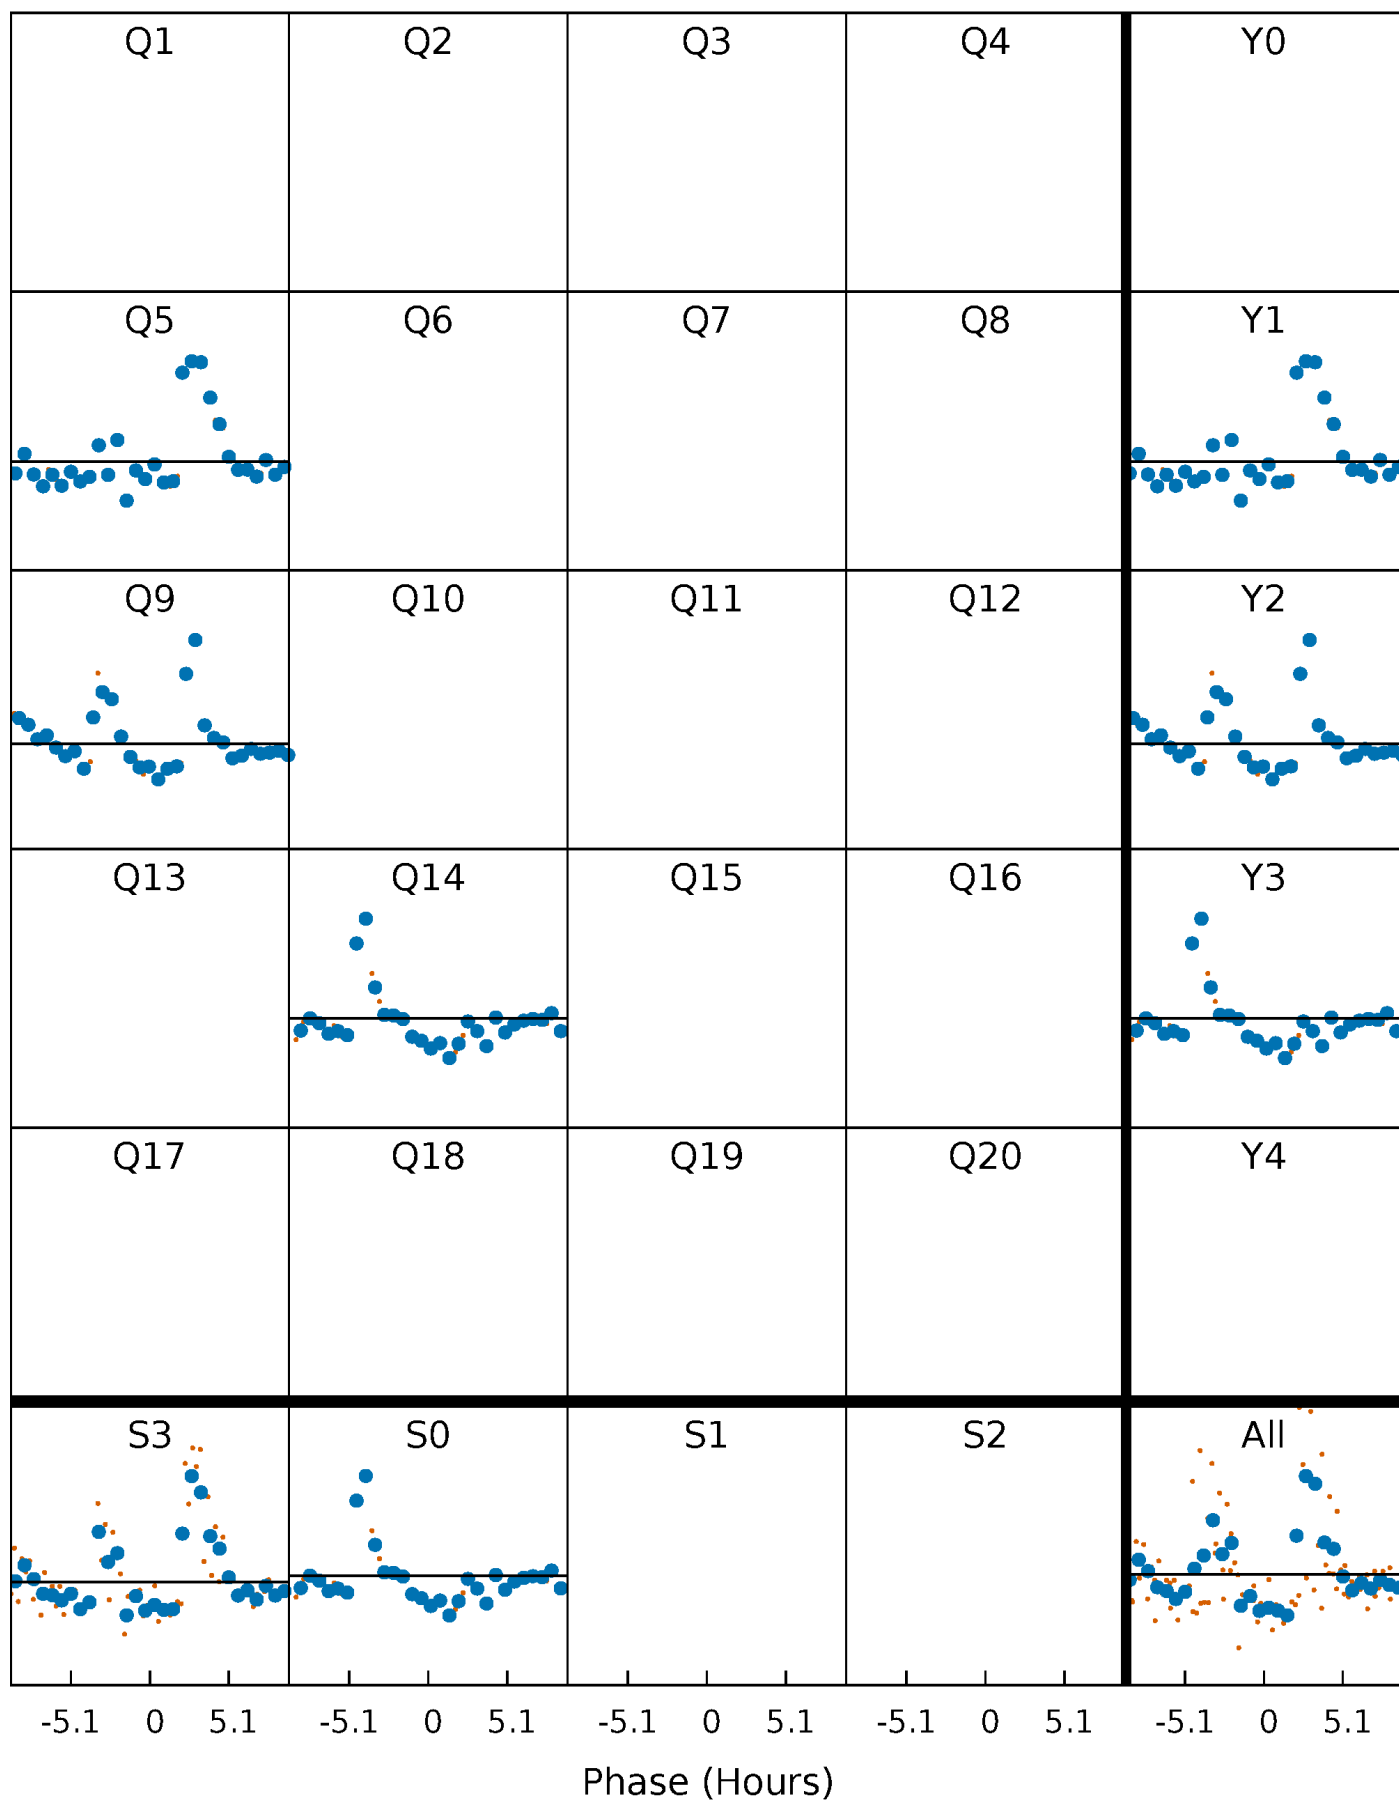 Q1 Q2 Q3 Q4 Y0
Q5 Q6 Q7 Q8 Y1
Q9 Q10 Q11 Q12 Y2
Q13 Q14 Q15 Q16 Y3
Q17 Q18 Q19 Q20 Y4
S3 S0 S1 S2 All
-5.1 0 5.1 -5.1 0 5.1 -5.1 0 5.1 -5.1 0 5.1 -5.1 0 5.1
Phase (Hours)